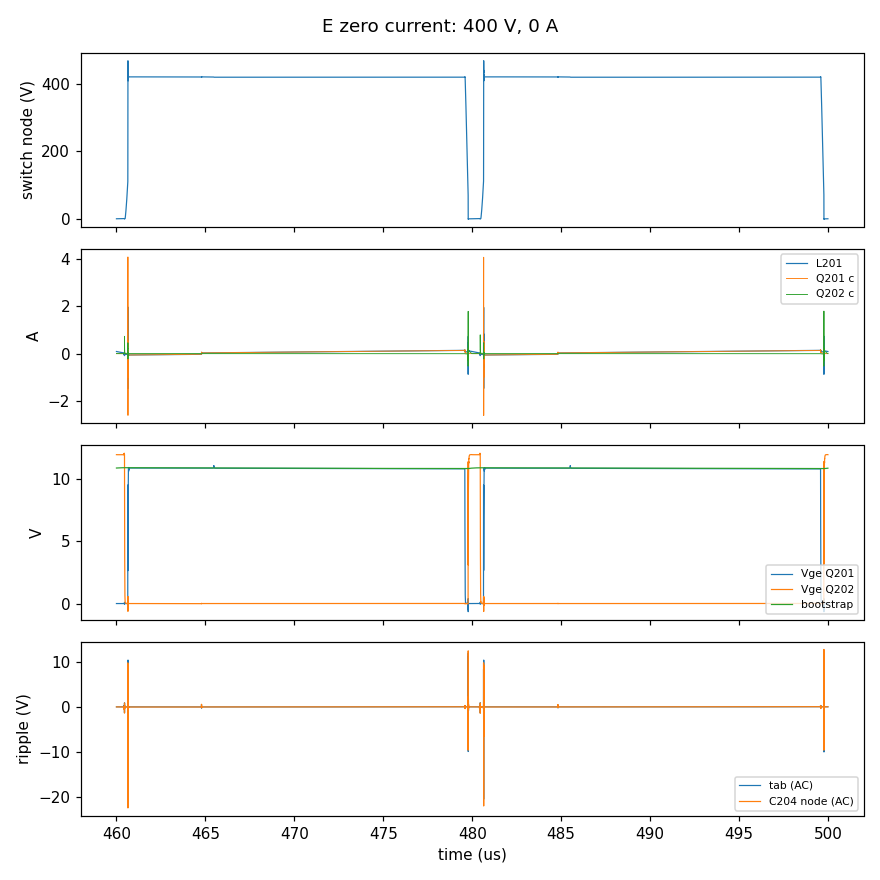 E zero current: 400 V, 0 A
400
200
0
switch node (V)
4
2
0
−2
A
L201
Q201 c
Q202 c
10
5
0
V
Vge Q201
Vge Q202
bootstrap
10
0
−10
−20
ripple (V)
tab (AC)
C204 node (AC)
460 465 470 475 480 485 490 495 500
time (us)